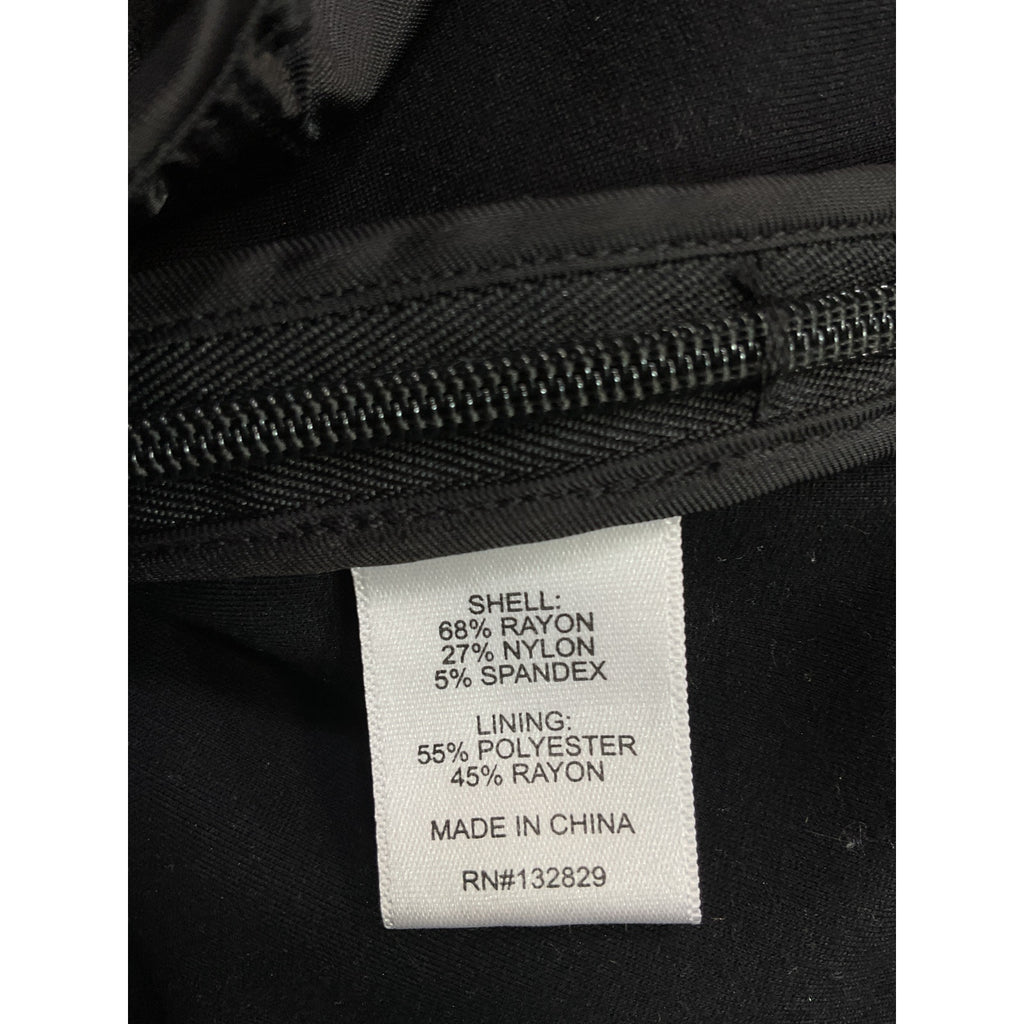 SHELL:
68% RAYON
27% NYLON
5% SPANDEX
LINING:
55% POLYESTER
45% RAYON
MADE IN CHINA
RN#132829